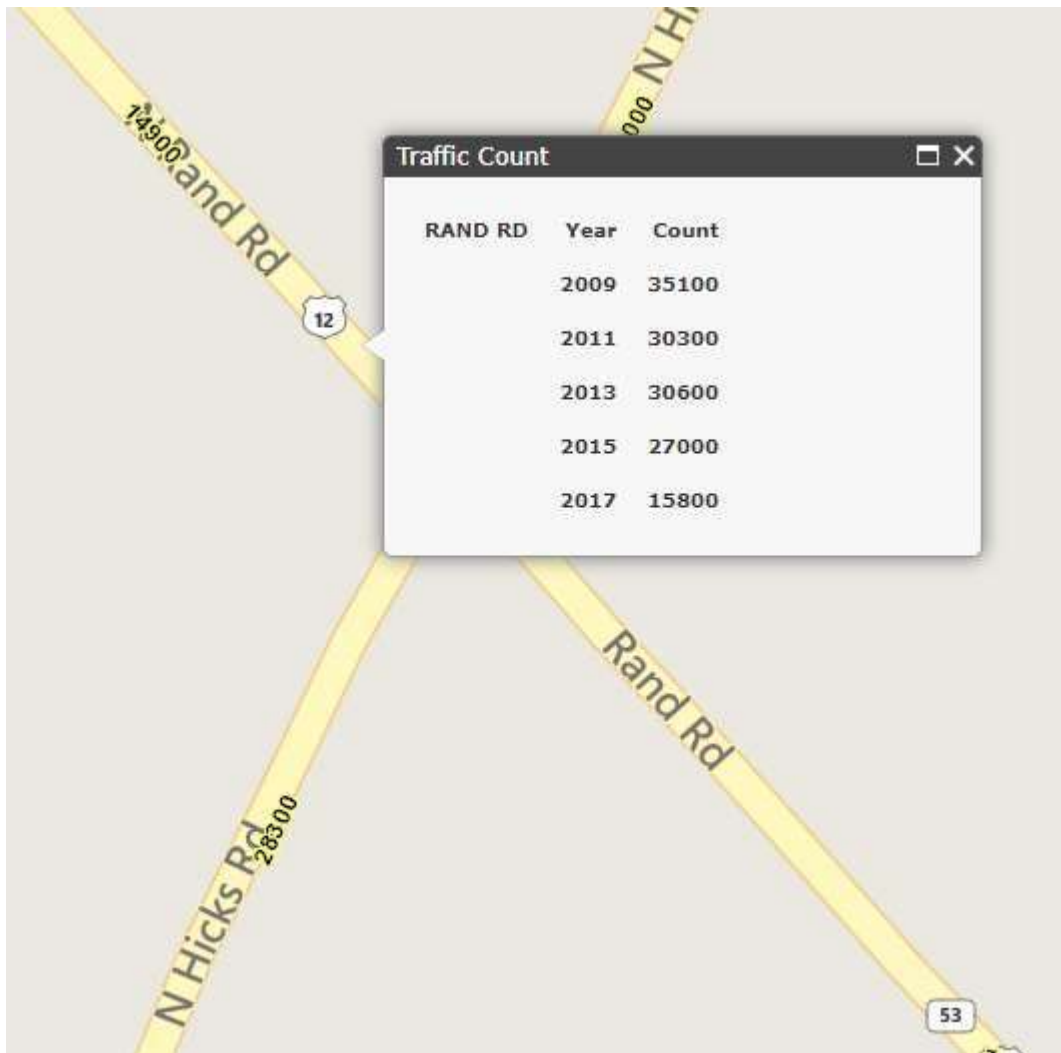 N Hi
000
14900
Rand Rd
12
Traffic Count
RAND RD Year Count
2009 35100
2011 30300
2013 30600
2015 27000
2017 15800
Rand Rd
28300
N Hicks Rd
53